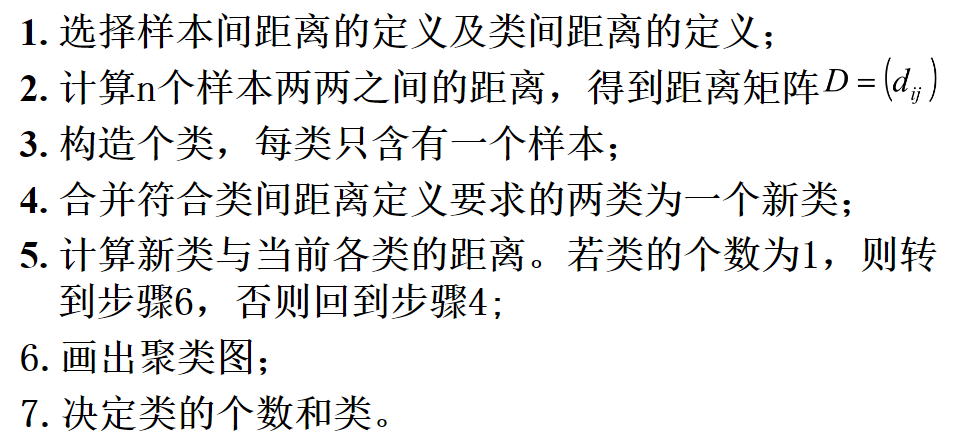 1. 选择样本间距离的定义及类间距离的定义；
2. 计算n个样本两两之间的距离，得到距离矩阵D = (d_ij)
3. 构造个类，每类只含有一个样本；
4. 合并符合类间距离定义要求的两类为一个新类；
5. 计算新类与当前各类的距离。若类的个数为1，则转
到步骤6，否则回到步骤4;
6. 画出聚类图；
7. 决定类的个数和类。